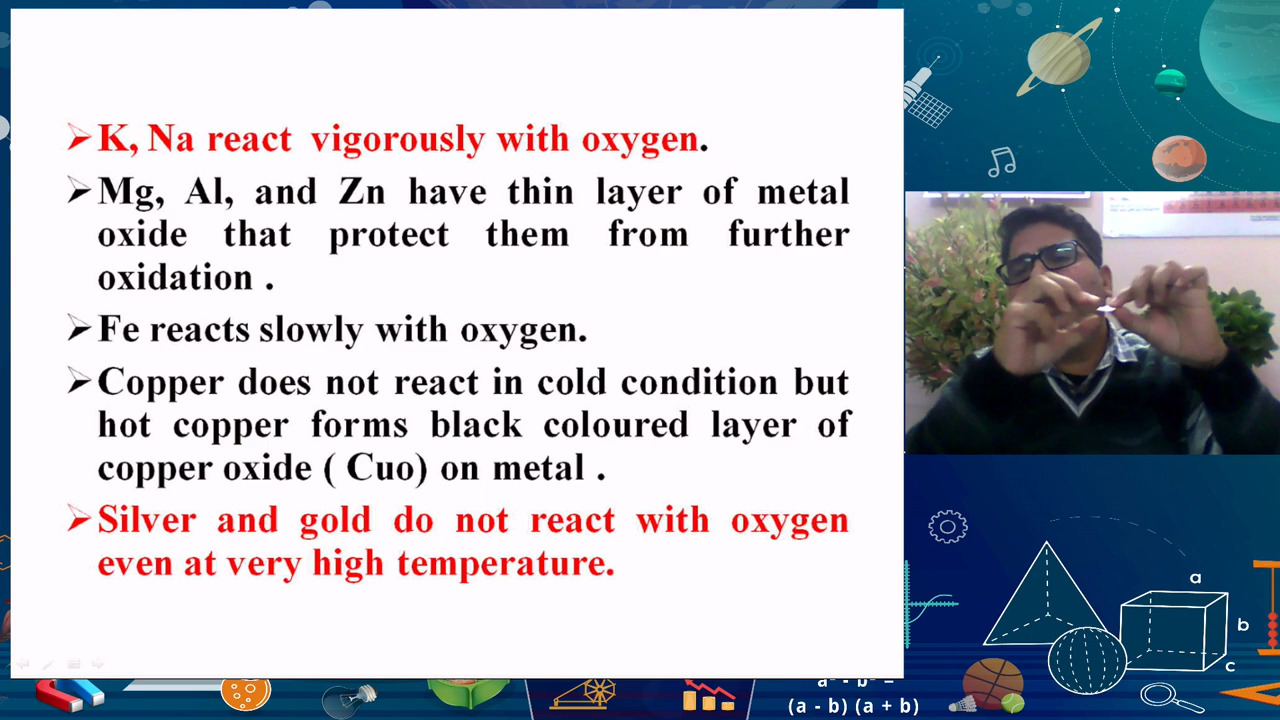 K, Na react vigorously with oxygen.
Mg, Al, and Zn have thin layer of metal
oxide that protect them from further
oxidation .
Fe reacts slowly with oxygen.
Copper does not react in cold condition but
hot copper forms black coloured layer of
copper oxide ( Cuo) on metal .
Silver and gold do not react with oxygen
even at very high temperature.
a
b
c
(a - b) (a + b)